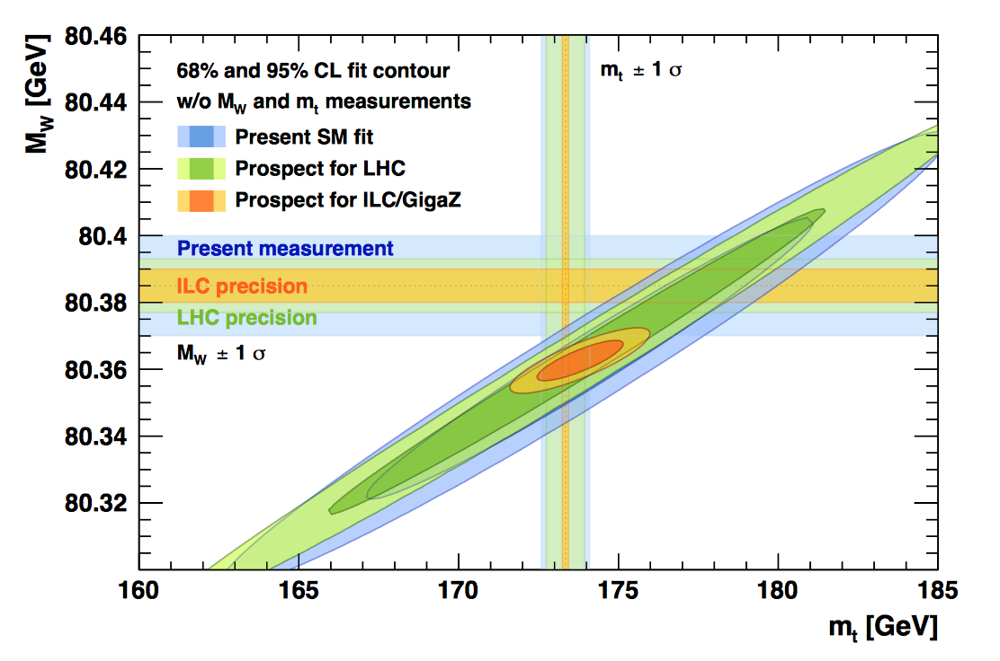 M_W [GeV]
80.46
80.44
80.42
80.4
80.38
80.36
80.34
80.32
68% and 95% CL fit contour
w/o M_W and m_t measurements
Present SM fit
Prospect for LHC
Prospect for ILC/GigaZ
m_t ± 1 σ
Present measurement
ILC precision
LHC precision
M_W ± 1 σ
160 165 170 175 180 185
m_t [GeV]